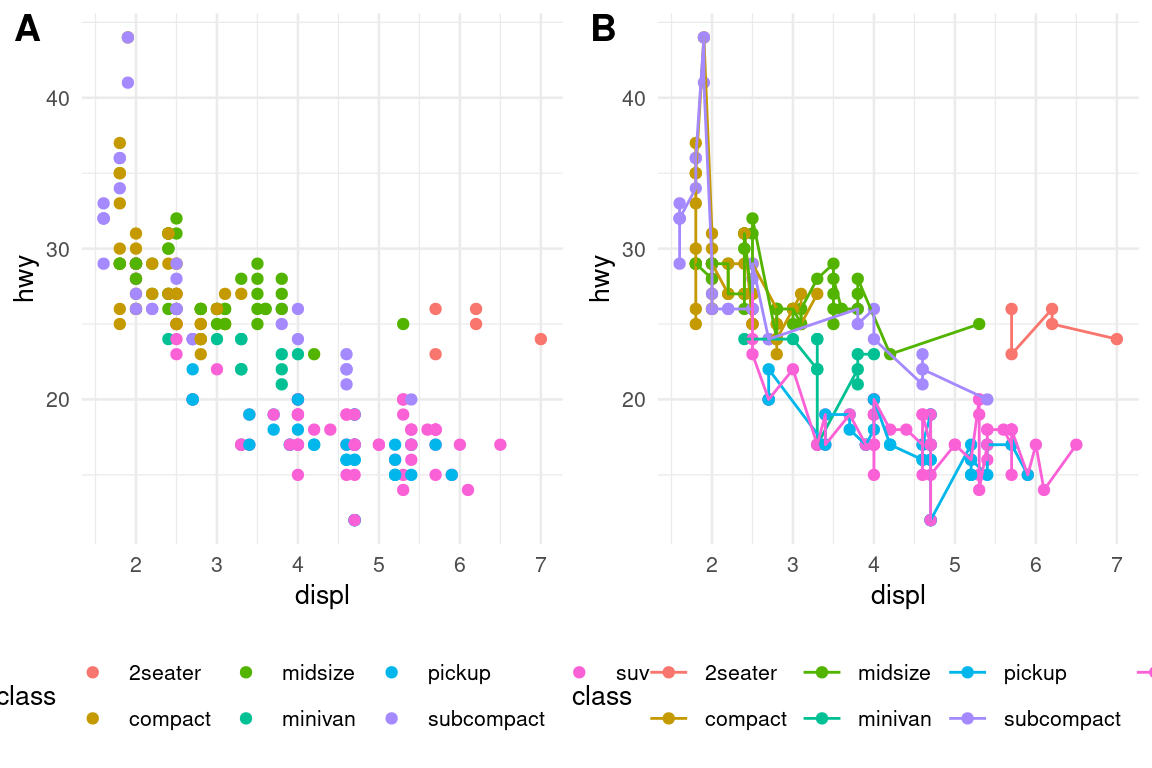 A
B
40
30
20
hwy
2 3 4 5 6 7
displ
40
30
20
hwy
2 3 4 5 6 7
displ
class
2seater midsize pickup suv
compact minivan subcompact
class
2seater midsize pickup
compact minivan subcompact